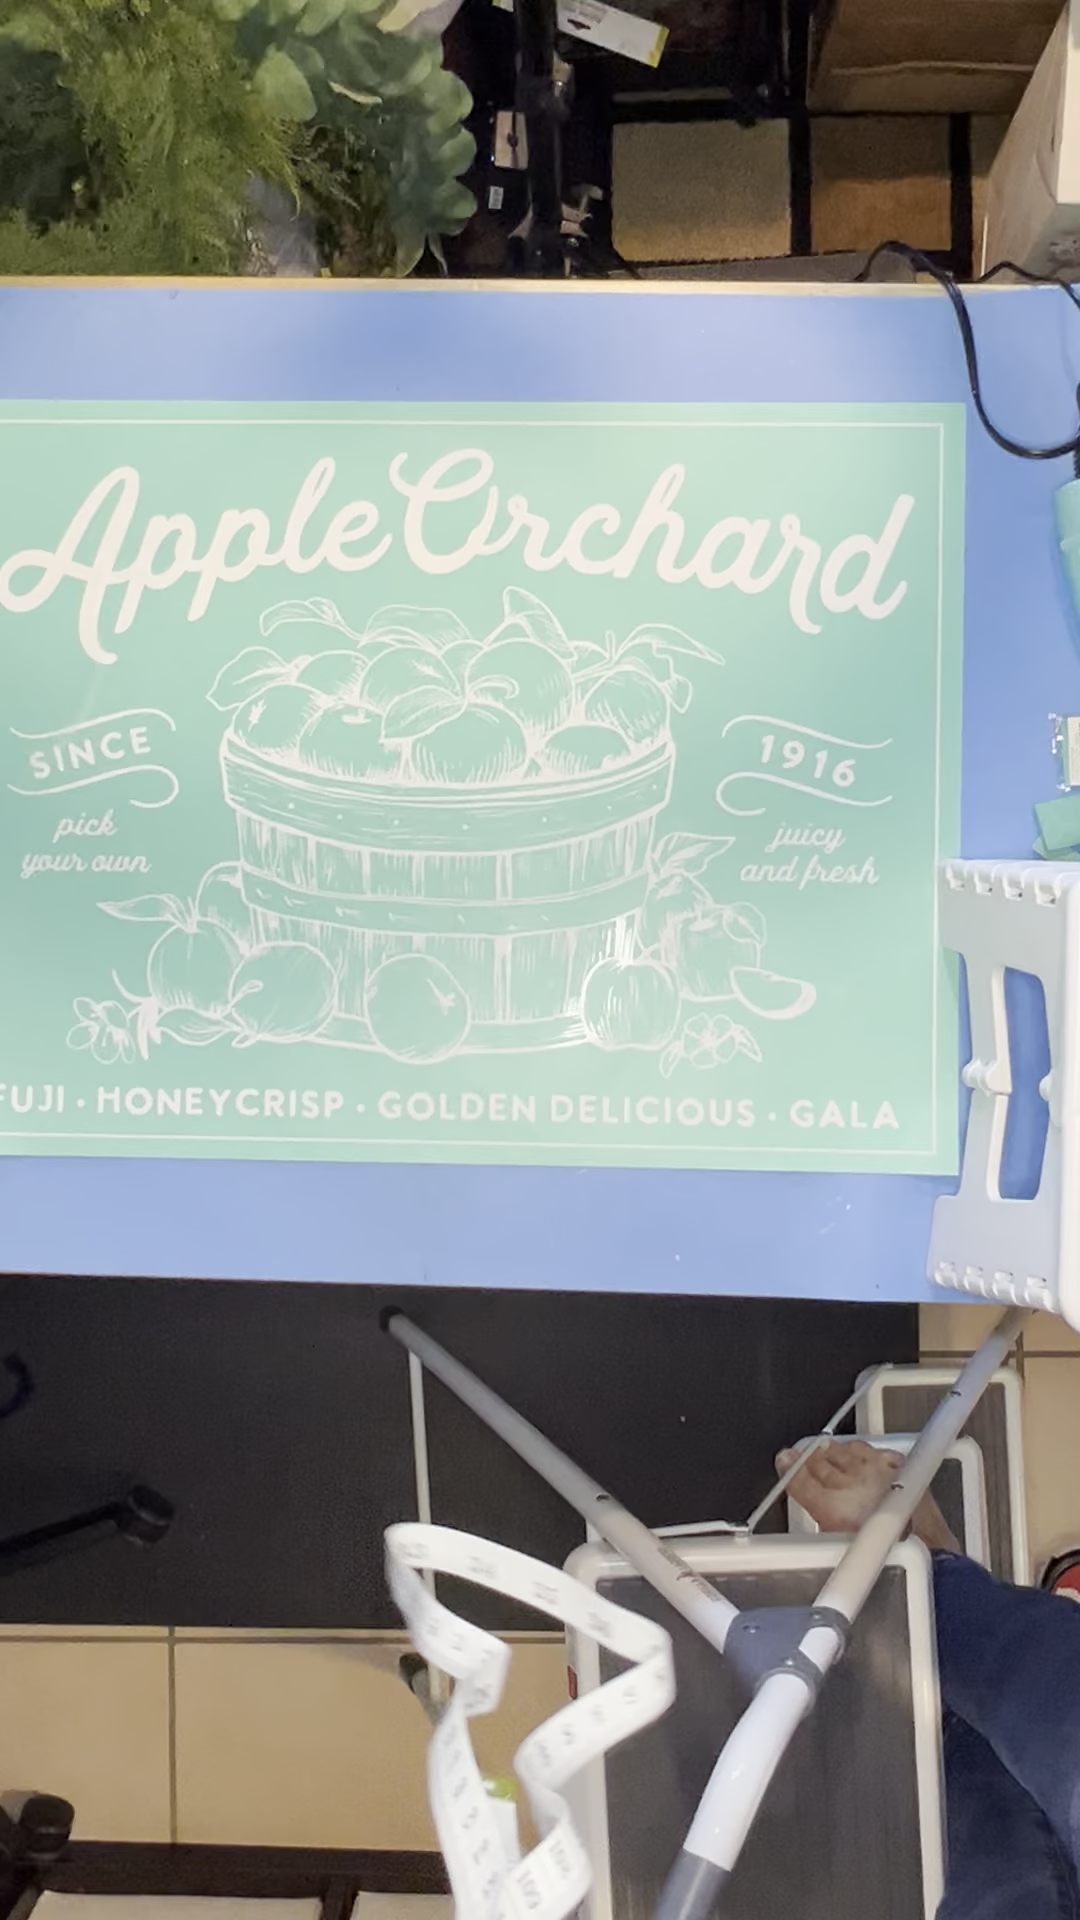 Apple Orchard
SINCE
1916
pick
your own
juicy
and fresh
FUJI · HONEYCRISP · GOLDEN DELICIOUS · GALA